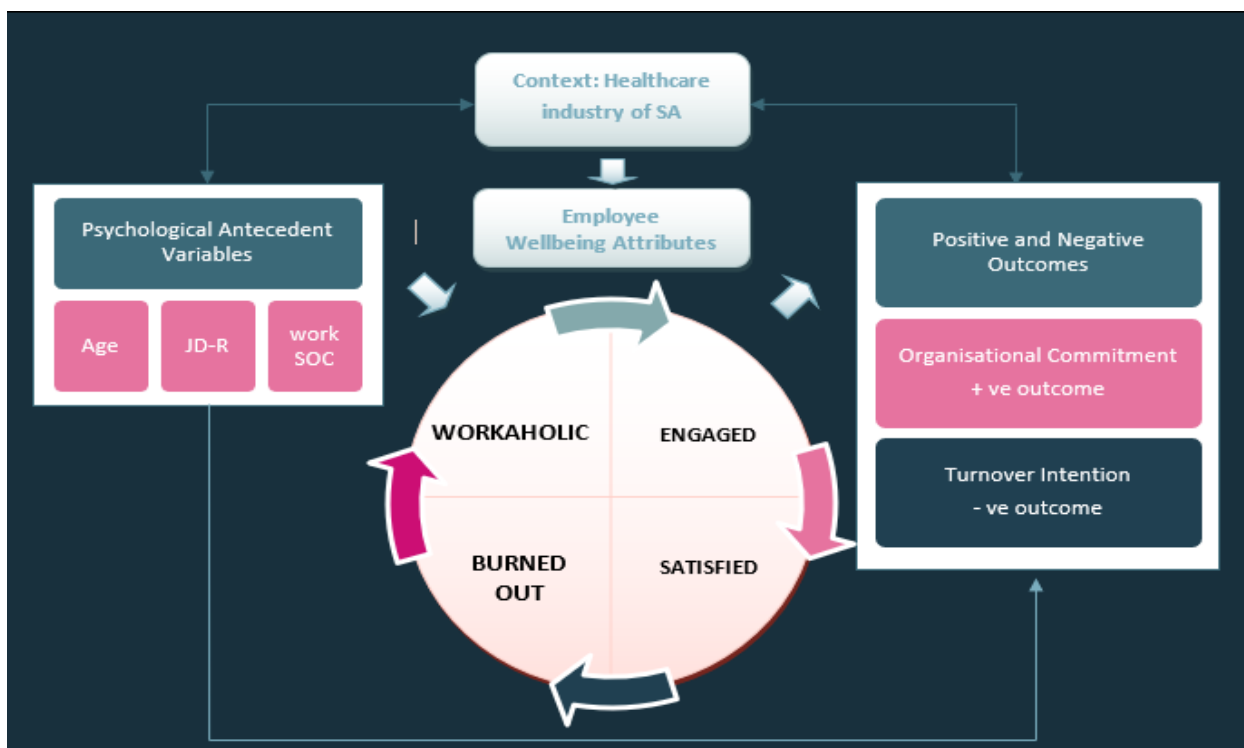 Context: Healthcare
industry of SA
Employee
Wellbeing Attributes
Psychological Antecedent
Variables
Age
JD-R
work
SOC
WORKAHOLIC
ENGAGED
BURNED
OUT
SATISFIED
Positive and Negative
Outcomes
Organisational Commitment
+ ve outcome
Turnover Intention
- ve outcome